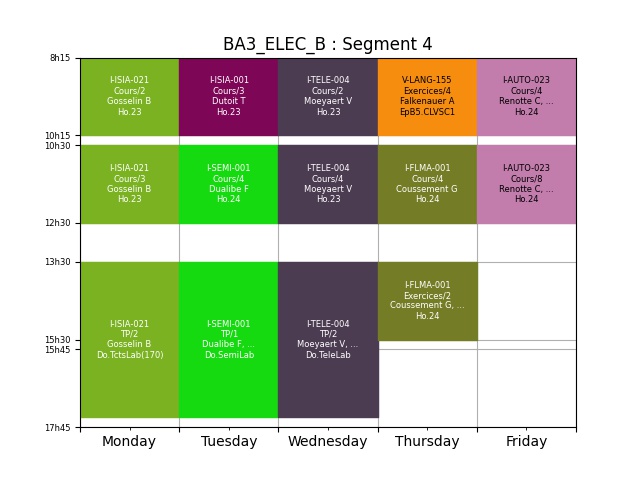 BA3_ELEC_B : Segment 4
8h15
I-ISIA-021
Cours/2
Gosselin B
Ho.23
I-ISIA-001
Cours/3
Dutoit T
Ho.23
I-TELE-004
Cours/2
Moeyaert V
Ho.23
V-LANG-155
Exercices/4
Falkenauer A
EpB5.CLVSC1
I-AUTO-023
Cours/4
Renotte C, ...
Ho.24
10h15
10h30
I-ISIA-021
Cours/3
Gosselin B
Ho.23
I-SEMI-001
Cours/4
Dualibe F
Ho.24
I-TELE-004
Cours/4
Moeyaert V
Ho.23
I-FLMA-001
Cours/4
Coussement G
Ho.24
I-AUTO-023
Cours/8
Renotte C, ...
Ho.24
12h30
13h30
I-ISIA-021
TP/2
Gosselin B
Do.TctsLab(170)
I-SEMI-001
TP/1
Dualibe F, ...
Do.SemiLab
I-TELE-004
TP/2
Moeyaert V, ...
Do.TeleLab
I-FLMA-001
Exercices/2
Coussement G, ...
Ho.24
15h30
15h45
17h45
Monday
Tuesday
Wednesday
Thursday
Friday